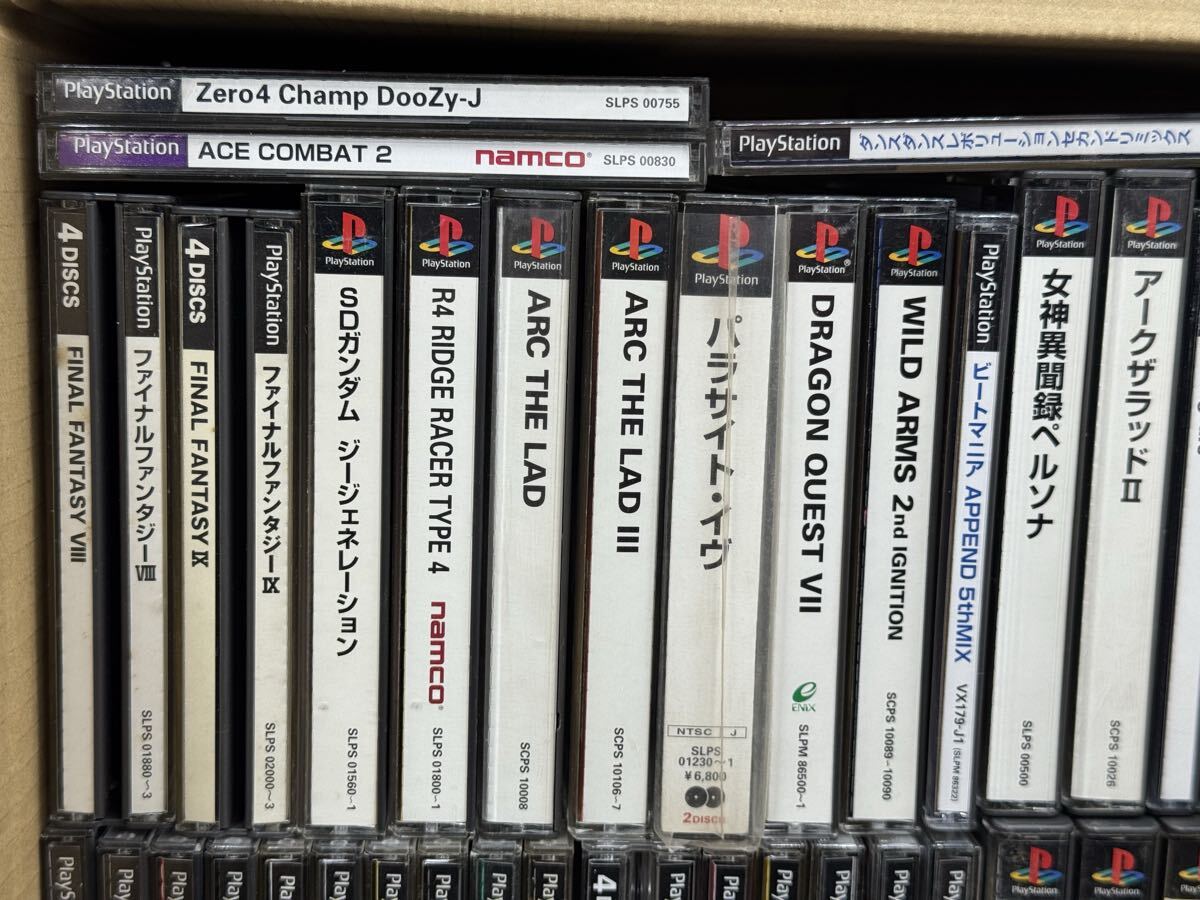 PlayStation Zero4 Champ DooZy-J SLPS 00755
PlayStation ACE COMBAT 2 namco SLPS 00830
PlayStation ダンスダンスレボリューションセカンドリミックス
4 DISCS FINAL FANTASY VIII
PlayStation ファイナルファンタジーVIII SLPS 01880~3
4 DISCS FINAL FANTASY IX
PlayStation ファイナルファンタジーIX SLPS 02000~3
PlayStation SDガンダム ジージェネレーション SLPS 01560~1
PlayStation R4 RIDGE RACER TYPE 4 namco SLPS 01800~1
PlayStation ARC THE LAD SCPS 10008
PlayStation ARC THE LAD III SCPS 10106~7
PlayStation
NTSC J
SLPS
01230~1
¥6,800
2DISCS
PlayStation DRAGON QUEST VII ENIX SLPM 86500~1
PlayStation WILD ARMS 2nd IGNITION SCPS 10089~10090
PlayStation ビートマニア APPEND 5thMIX VX179-J1 (SLPM 86322)
PlayStation 女神異聞録ペルソナ SLPS 00500
PlayStation アークザラッドII SCPS 10026
PlayStation
PlayStation